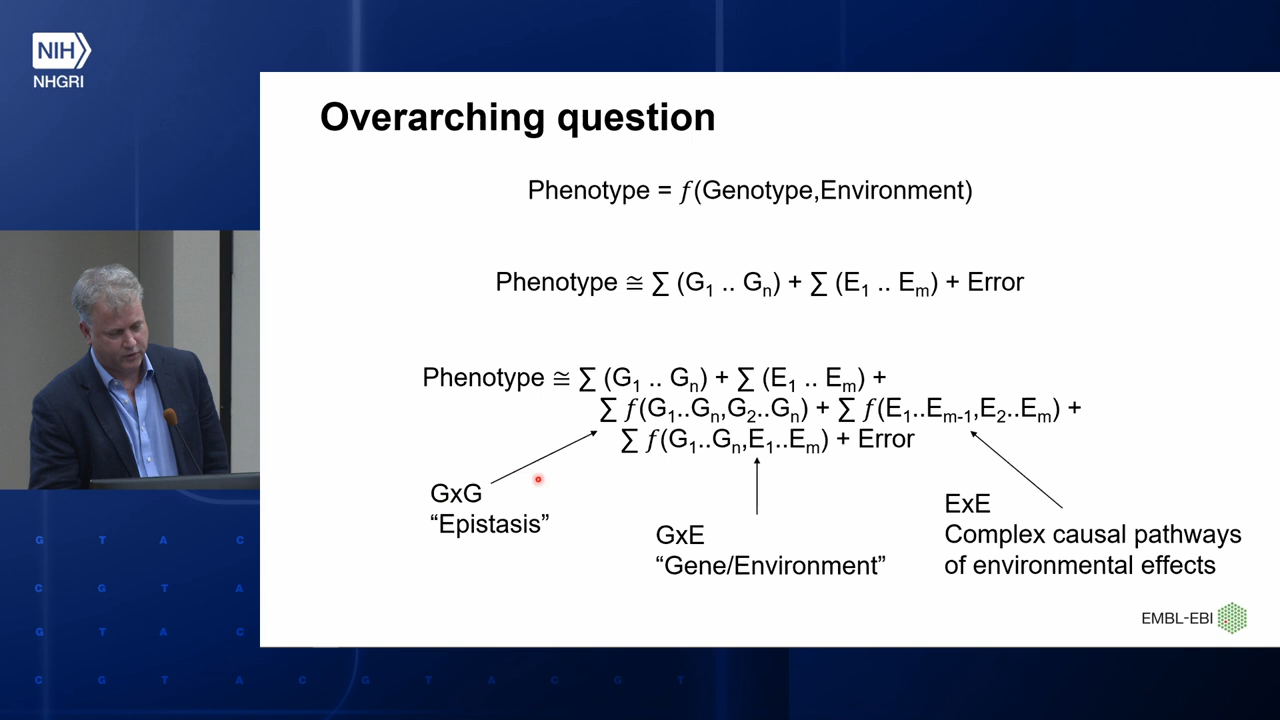 NIH
NHGRI
Overarching question
Phenotype = f(Genotype,Environment)
Phenotype ≅ ∑ (G₁ .. Gₙ) + ∑ (E₁ .. Eₘ) + Error
Phenotype ≅ ∑ (G₁ .. Gₙ) + ∑ (E₁ .. Eₘ) +
∑ f(G₁..Gₙ,G₂..Gₙ) + ∑ f(E₁..Eₘ₋₁,E₂..Eₘ) +
∑ f(G₁..Gₙ,E₁..Eₘ) + Error
GxG
“Epistasis”
GxE
“Gene/Environment”
ExE
Complex causal pathways
of environmental effects
EMBL-EBI
G T A C
C G T A
G T A C
C G T A C G T A C G T